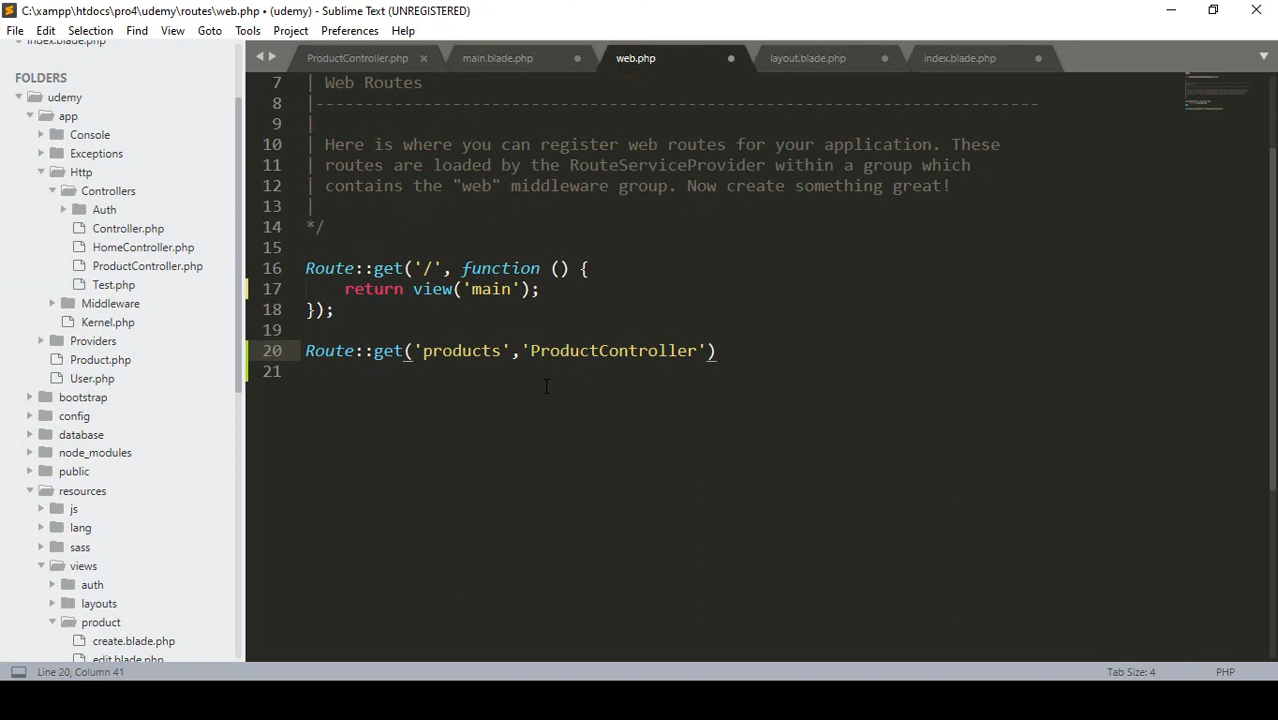 C:\xampp\htdocs\pro4\udemy\routes\web.php • (udemy) - Sublime Text (UNREGISTERED)
File Edit Selection Find View Goto Tools Project Preferences Help
index.blade.php
FOLDERS
udemy
app
Console
Exceptions
Http
Controllers
Auth
Controller.php
HomeController.php
ProductController.php
Test.php
Middleware
Kernel.php
Providers
Product.php
User.php
bootstrap
config
database
node_modules
public
resources
js
lang
sass
views
auth
layouts
product
create.blade.php
edit.blade.php
ProductController.php main.blade.php web.php layout.blade.php index.blade.php
7 | Web Routes
8 |--------------------------------------------------------------------------
9 |
10 | Here is where you can register web routes for your application. These
11 | routes are loaded by the RouteServiceProvider within a group which
12 | contains the "web" middleware group. Now create something great!
13 |
14 */
15
16 Route::get('/', function () {
17     return view('main');
18 });
19
20 Route::get('products','ProductController')
21
Line 20, Column 41 Tab Size: 4 PHP